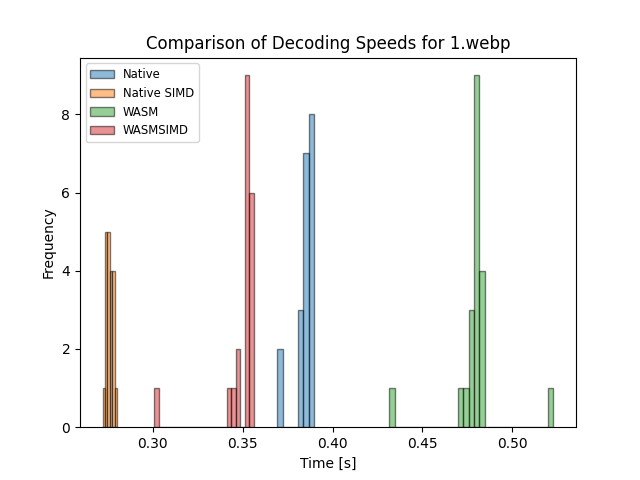 Comparison of Decoding Speeds for 1.webp
Native
Native SIMD
WASM
WASMSIMD
8
6
4
2
0
Frequency
0.30 0.35 0.40 0.45 0.50
Time [s]